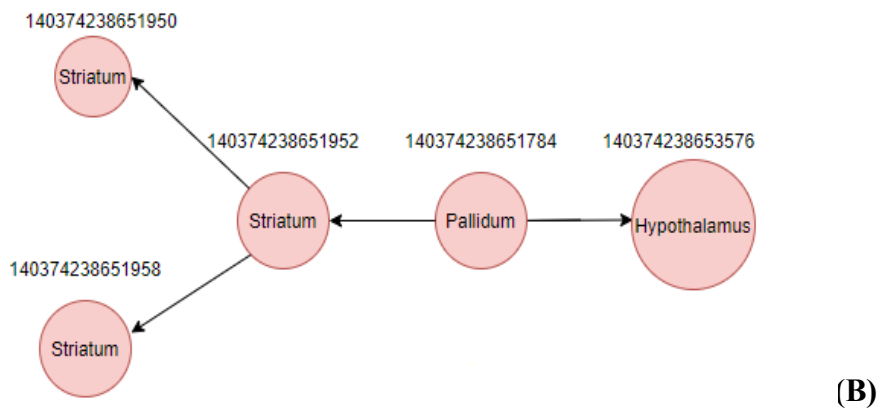 140374238651950
Striatum
140374238651952
140374238651784
140374238653576
Striatum
Pallidum
Hypothalamus
140374238651958
Striatum
(B)